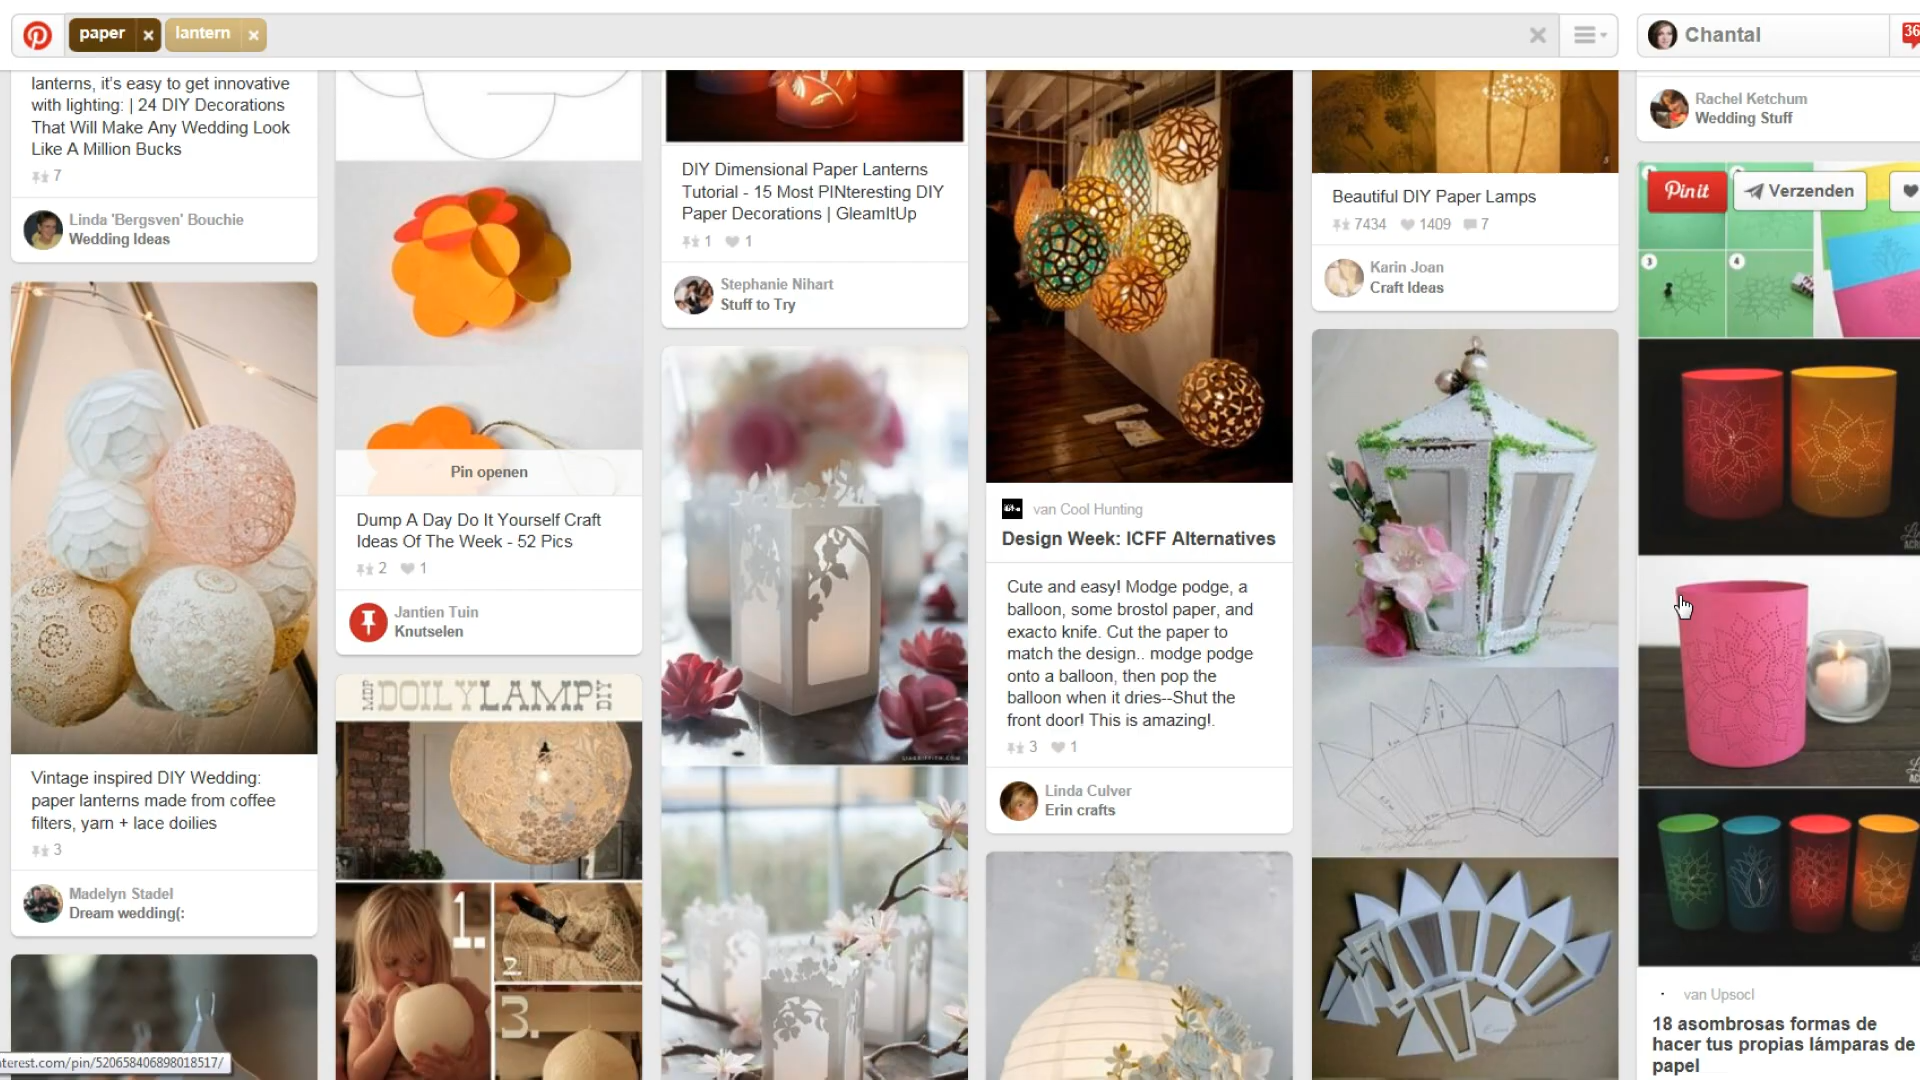 paper × lantern ×
Chantal
36
lanterns, it's easy to get innovative
with lighting: | 24 DIY Decorations
That Will Make Any Wedding Look
Like A Million Bucks
7
Linda 'Bergsven' Bouchie
Wedding Ideas
Vintage inspired DIY Wedding:
paper lanterns made from coffee
filters, yarn + lace doilies
3
Madelyn Stadel
Dream wedding(:
nterest.com/pin/520658406898018517/
Pin openen
Dump A Day Do It Yourself Craft
Ideas Of The Week - 52 Pics
2 1
Jantien Tuin
Knutselen
MDP DOILY LAMP DIY
1.
2.
3.
DIY Dimensional Paper Lanterns
Tutorial - 15 Most PINteresting DIY
Paper Decorations | GleamItUp
1 1
Stephanie Nihart
Stuff to Try
LIAGRIFFITH.COM
van Cool Hunting
Design Week: ICFF Alternatives
Cute and easy! Modge podge, a
balloon, some brostol paper, and
exacto knife. Cut the paper to
match the design.. modge podge
onto a balloon, then pop the
balloon when it dries--Shut the
front door! This is amazing!.
3 1
Linda Culver
Erin crafts
Beautiful DIY Paper Lamps
7434 1409 7
Karin Joan
Craft Ideas
Rachel Ketchum
Wedding Stuff
Pin it Verzenden
3 4
van Upsocl
18 asombrosas formas de
hacer tus propias lámparas de
papel